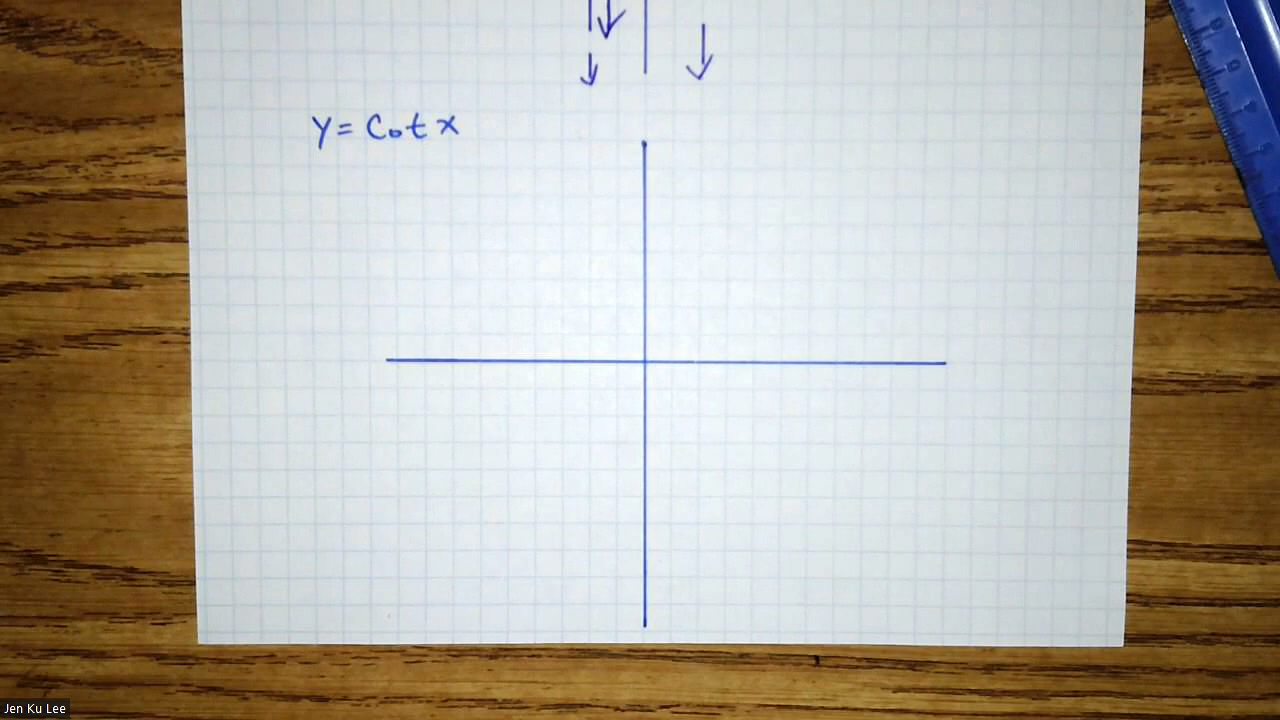 y = cot x
Jen Ku Lee